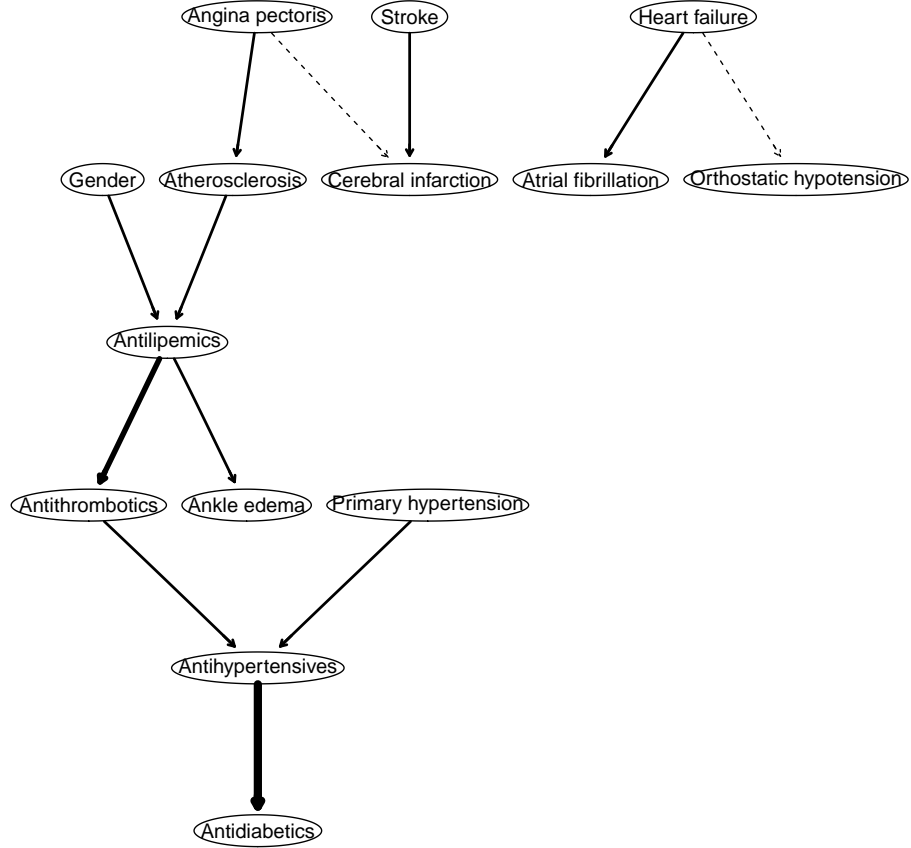 Angina pectoris
Stroke
Heart failure
Gender
Atherosclerosis
Cerebral infarction
Atrial fibrillation
Orthostatic hypotension
Antilipemics
Antithrombotics
Ankle edema
Primary hypertension
Antihypertensives
Antidiabetics